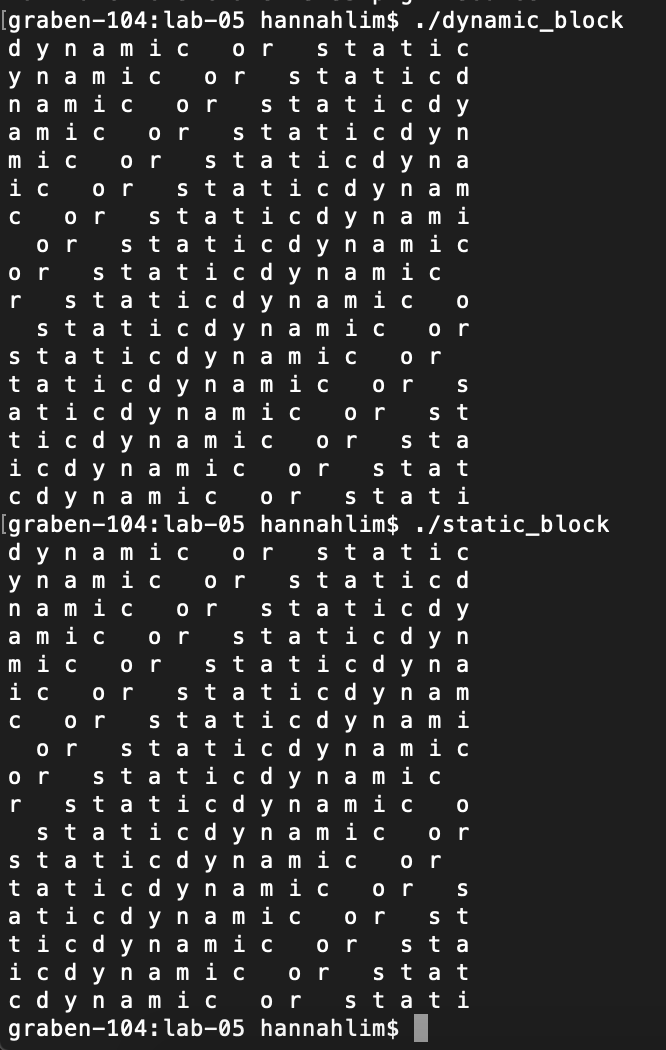 [graben-104:lab-05 hannahlim$ ./dynamic_block
d y n a m i c   o r   s t a t i c
y n a m i c   o r   s t a t i c d
n a m i c   o r   s t a t i c d y
a m i c   o r   s t a t i c d y n
m i c   o r   s t a t i c d y n a
i c   o r   s t a t i c d y n a m
c   o r   s t a t i c d y n a m i
  o r   s t a t i c d y n a m i c
o r   s t a t i c d y n a m i c
r   s t a t i c d y n a m i c   o
  s t a t i c d y n a m i c   o r
s t a t i c d y n a m i c   o r
t a t i c d y n a m i c   o r   s
a t i c d y n a m i c   o r   s t
t i c d y n a m i c   o r   s t a
i c d y n a m i c   o r   s t a t
c d y n a m i c   o r   s t a t i
[graben-104:lab-05 hannahlim$ ./static_block
d y n a m i c   o r   s t a t i c
y n a m i c   o r   s t a t i c d
n a m i c   o r   s t a t i c d y
a m i c   o r   s t a t i c d y n
m i c   o r   s t a t i c d y n a
i c   o r   s t a t i c d y n a m
c   o r   s t a t i c d y n a m i
  o r   s t a t i c d y n a m i c
o r   s t a t i c d y n a m i c
r   s t a t i c d y n a m i c   o
  s t a t i c d y n a m i c   o r
s t a t i c d y n a m i c   o r
t a t i c d y n a m i c   o r   s
a t i c d y n a m i c   o r   s t
t i c d y n a m i c   o r   s t a
i c d y n a m i c   o r   s t a t
c d y n a m i c   o r   s t a t i
graben-104:lab-05 hannahlim$